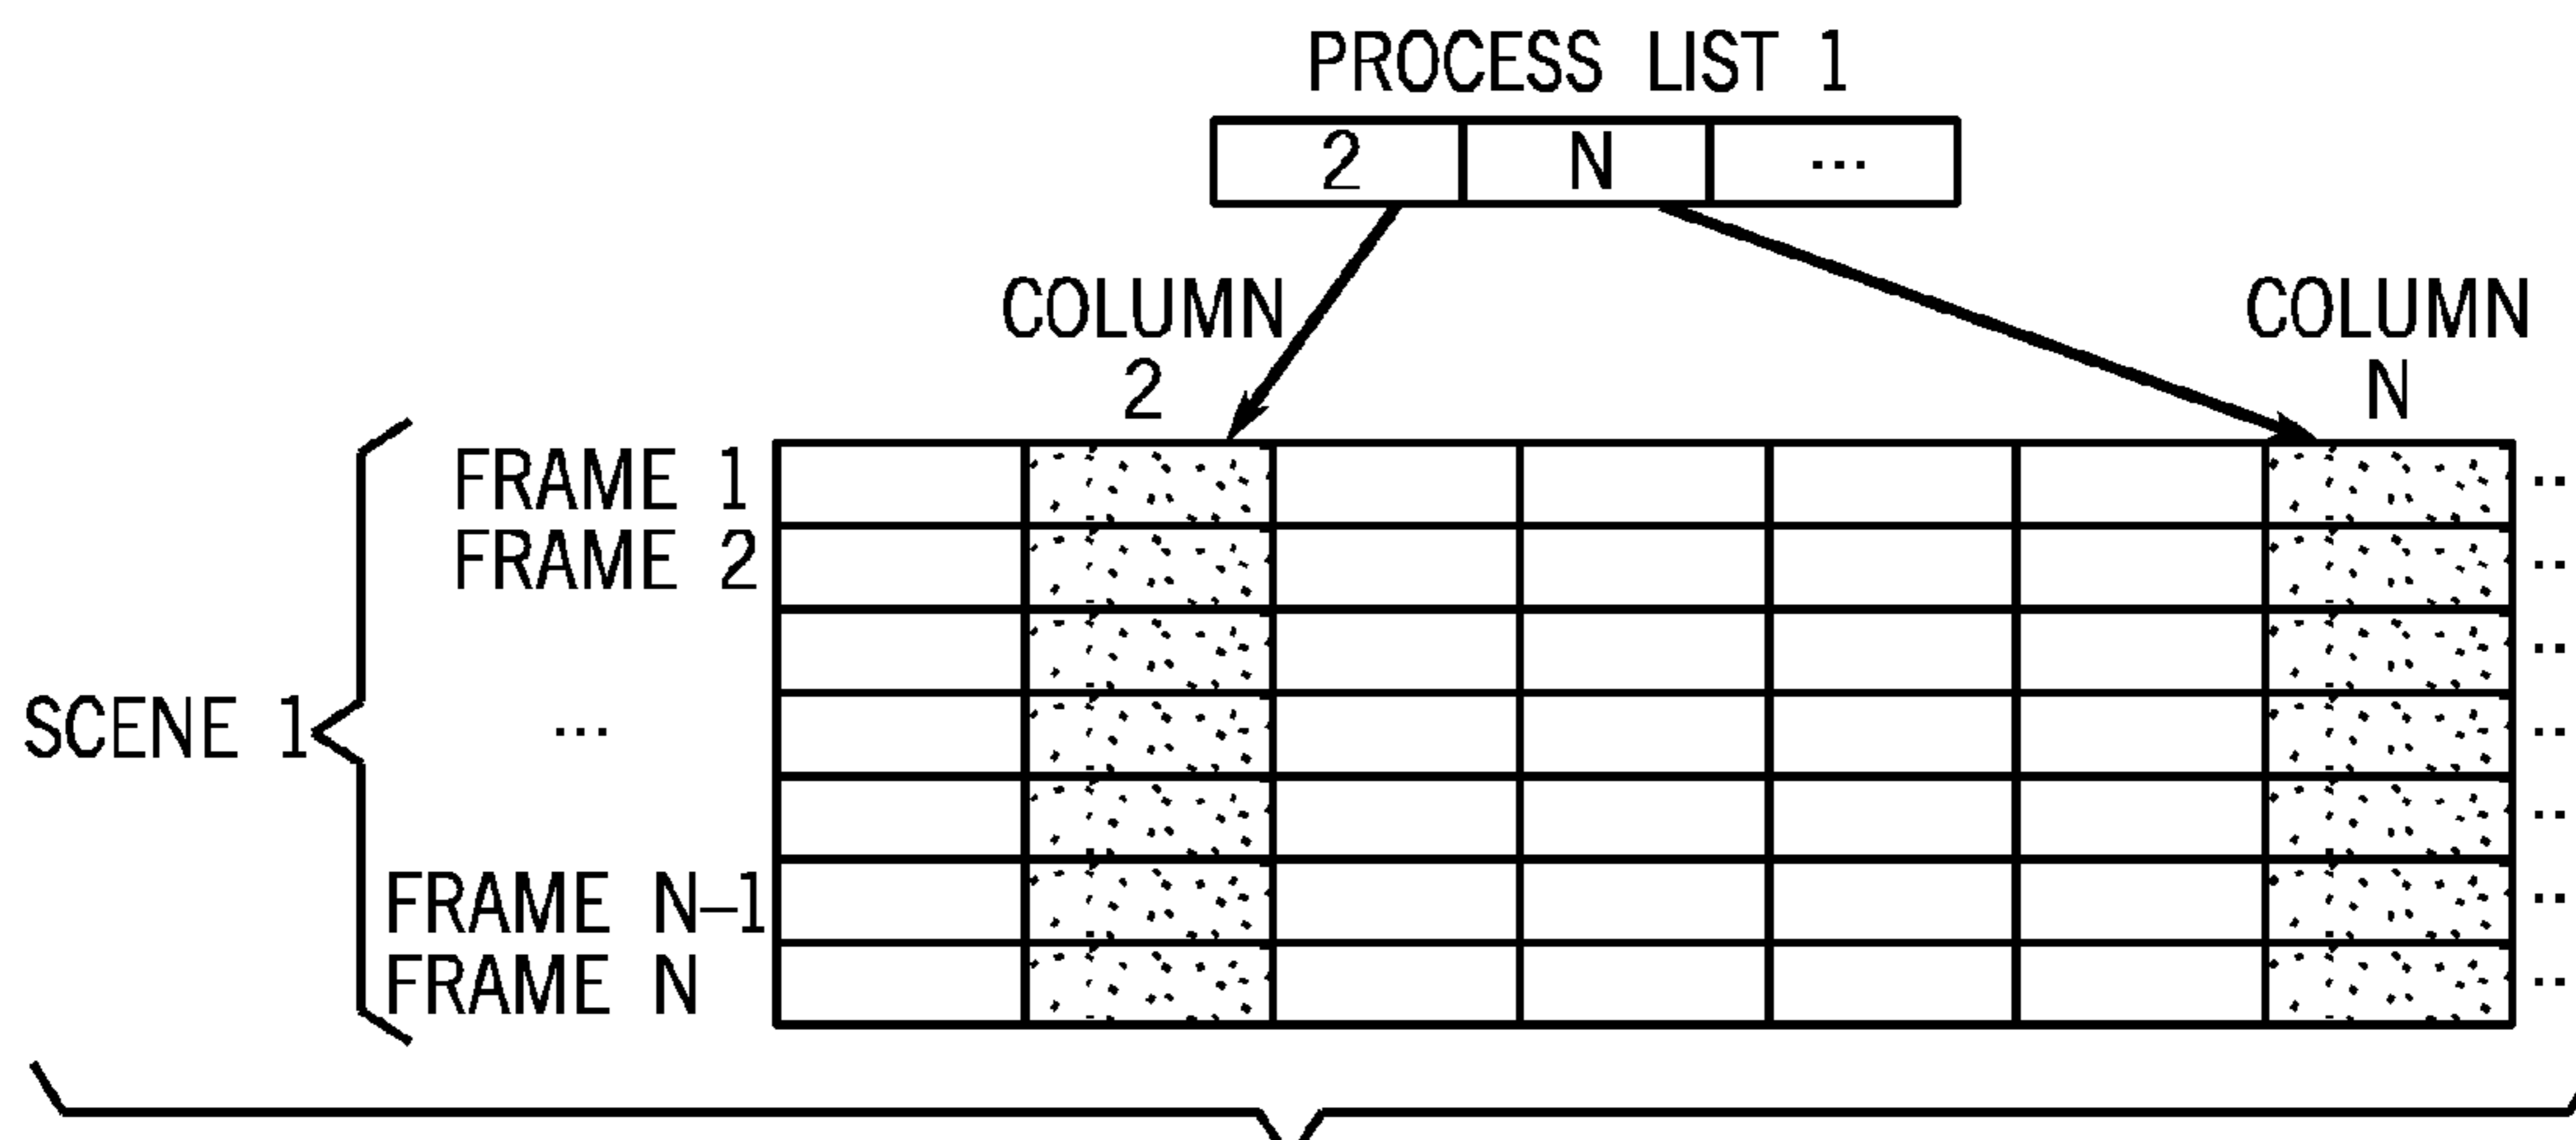 PROCESS LIST 1
2 N ...
COLUMN
2
COLUMN
N
FRAME 1 ..
FRAME 2 ..
..
SCENE 1 ... ..
..
FRAME N–1 ..
FRAME N ..